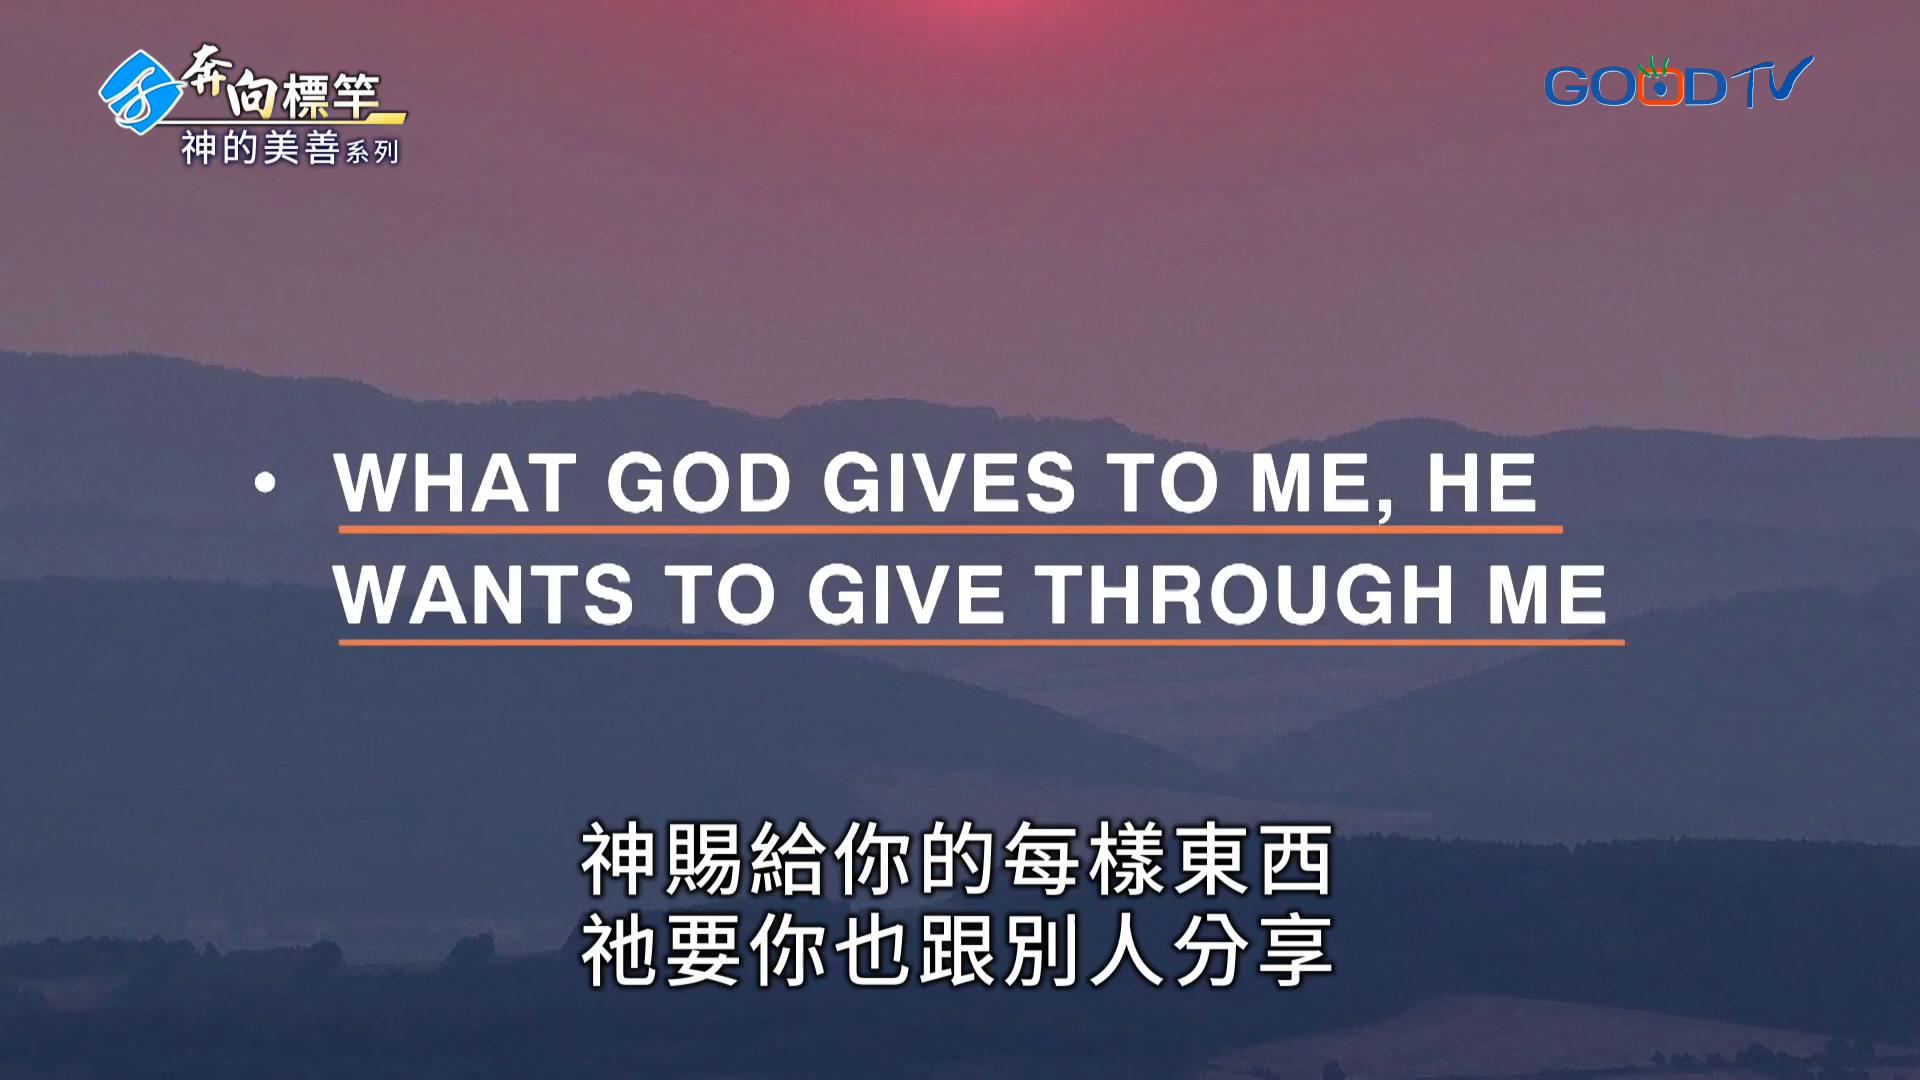 奔向標竿
神的美善系列
GOODTV
• WHAT GOD GIVES TO ME, HE
WANTS TO GIVE THROUGH ME
神賜給你的每樣東西
祂要你也跟別人分享